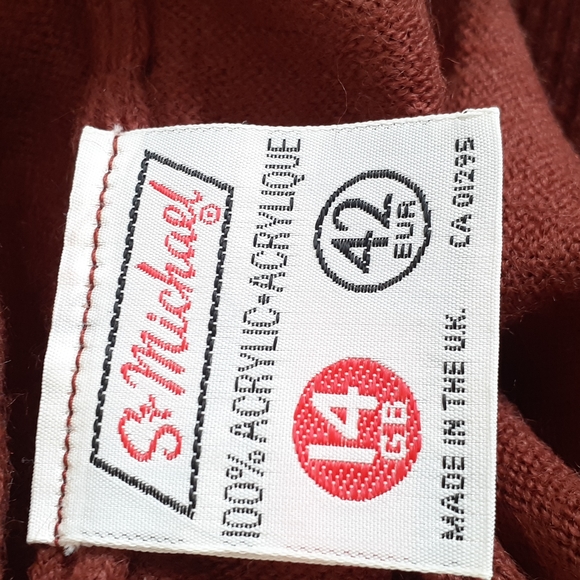 St Michael®
100% ACRYLIC•ACRYLIQUE
14 GB
42 EUR
MADE IN THE U.K.
CA 01295